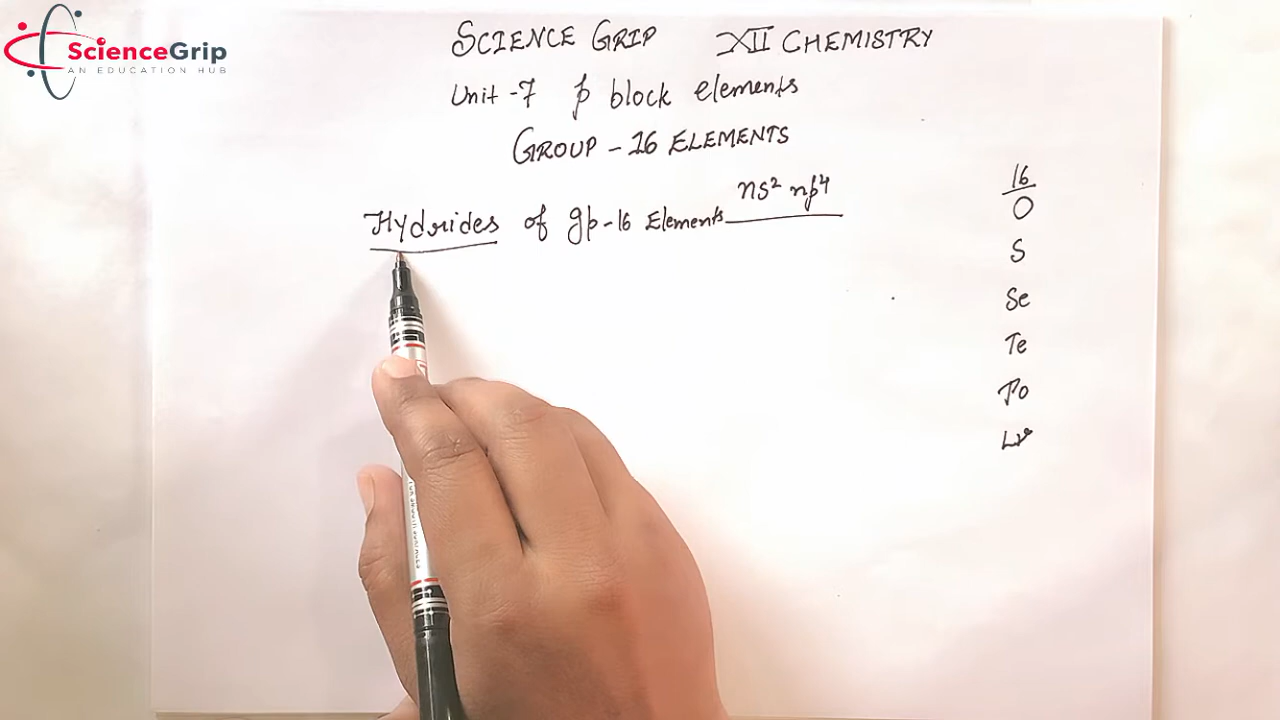 ScienceGrip
AN EDUCATION HUB
SCIENCE GRIP XII CHEMISTRY
Unit -7 p block elements
GROUP - 16 ELEMENTS
Hydrides of gp-16 Elements ns² np⁴
16
O
S
Se
Te
Po
Lv